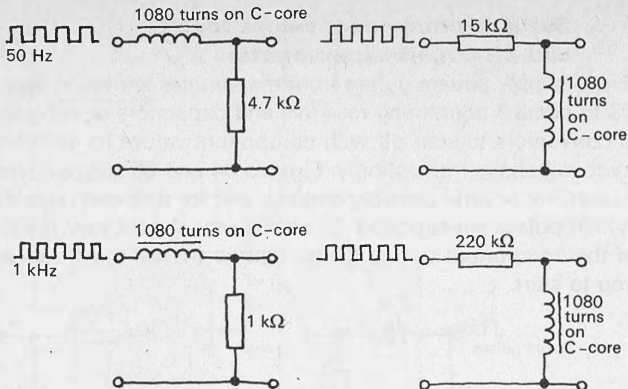 1080 turns on C-core
50 Hz
4.7 kΩ
15 kΩ
1080
turns
on
C-core
1080 turns on C-core
1 kHz
1 kΩ
220 kΩ
1080
turns
on
C-core